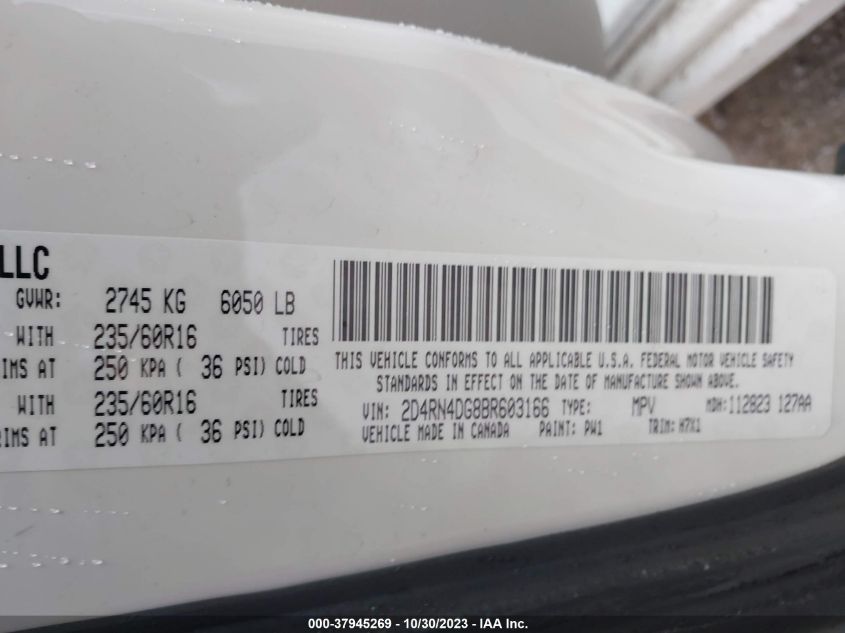 LLC
GVWR: 2745 KG 6050 LB
WITH 235/60R16 TIRES
IMS AT 250 KPA ( 36 PSI) COLD
WITH 235/60R16 TIRES
RIMS AT 250 KPA ( 36 PSI) COLD
THIS VEHICLE CONFORMS TO ALL APPLICABLE U.S.A. FEDERAL MOTOR VEHICLE SAFETY
STANDARDS IN EFFECT ON THE DATE OF MANUFACTURE SHOWN ABOVE.
VIN: 2D4RN4DG8BR603166 TYPE: MPV MDH: 112823 127AA
VEHICLE MADE IN CANADA PAINT: PW1 TRIM: H7X1
000-37945269 - 10/30/2023 - IAA Inc.